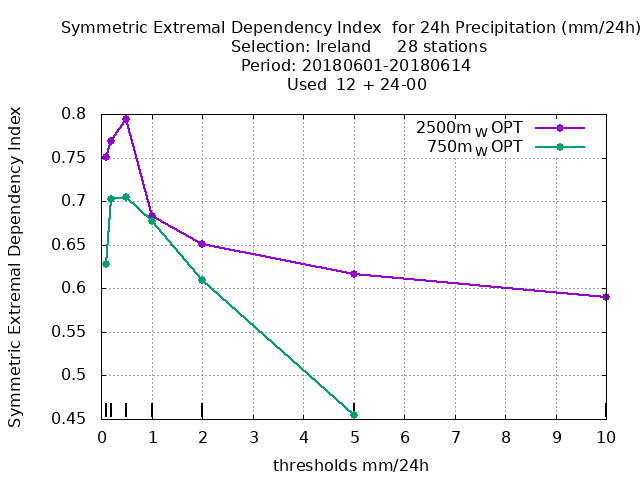 Symmetric Extremal Dependency Index  for 24h Precipitation (mm/24h)
Selection: Ireland     28 stations
Period: 20180601-20180614
Used  12 + 24-00
Symmetric Extremal Dependency Index
0.8
0.75
0.7
0.65
0.6
0.55
0.5
0.45
2500m W OPT
750m W OPT
0 1 2 3 4 5 6 7 8 9 10
thresholds mm/24h